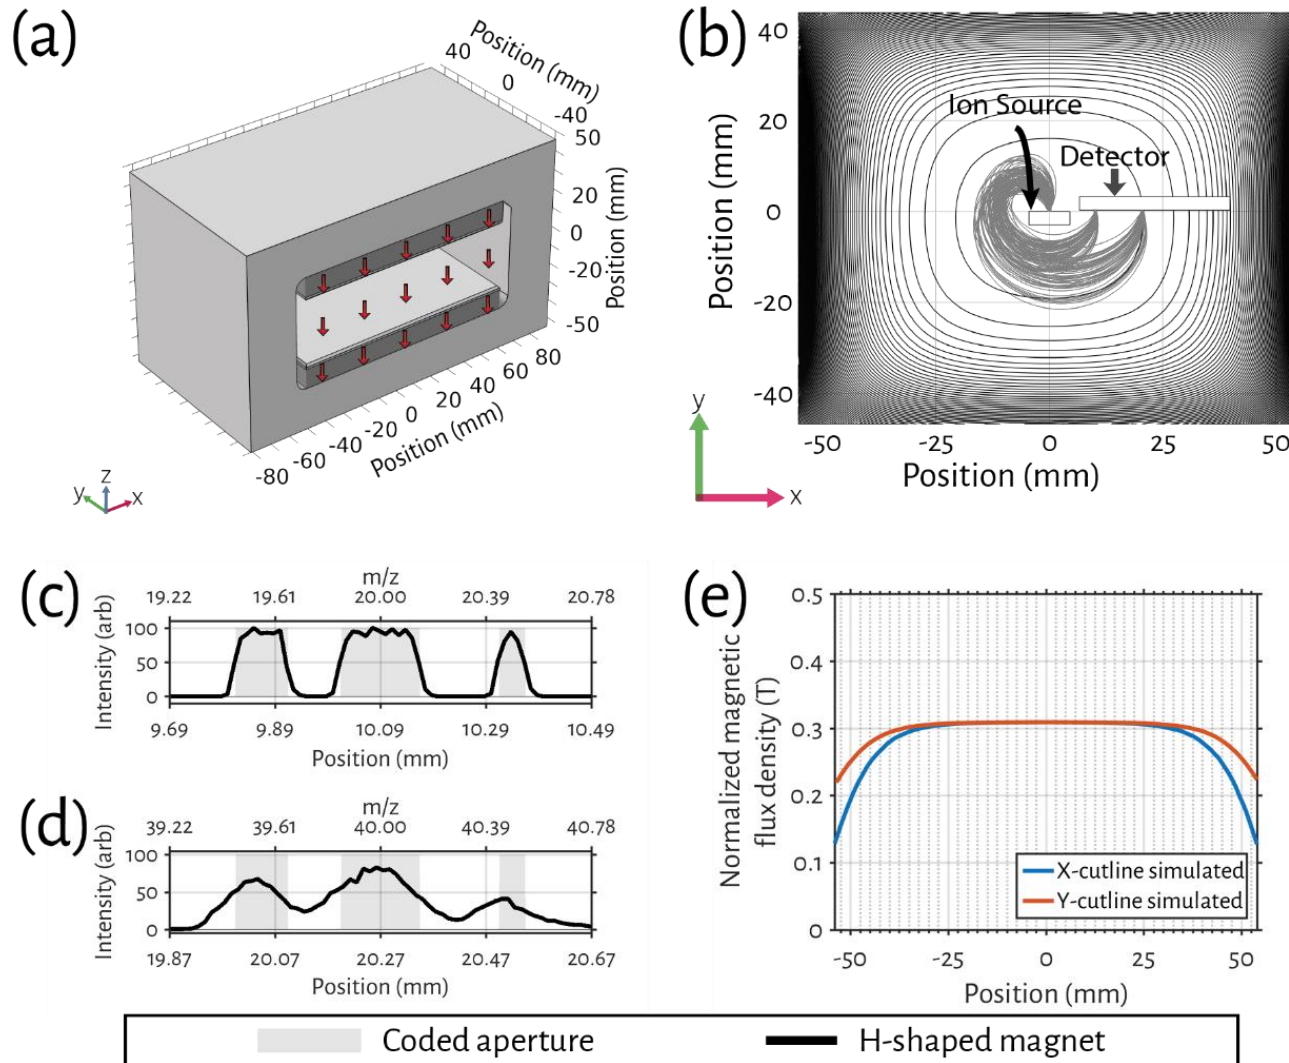 (a)
Position (mm)
40
0
-40
50
20
0
-20
-50
Position (mm)
-80 -60 -40 -20 0 20 40 60 80
Position (mm)
z
y
x
(b)
40
20
0
-20
-40
Position (mm)
Ion Source
Detector
-50 -25 0 25 50
Position (mm)
y
x
(c)
m/z
19.22 19.61 20.00 20.39 20.78
Intensity (arb)
100
50
0
9.69 9.89 10.09 10.29 10.49
Position (mm)
(d)
m/z
39.22 39.61 40.00 40.39 40.78
Intensity (arb)
100
50
0
19.87 20.07 20.27 20.47 20.67
Position (mm)
(e)
Normalized magnetic
flux density (T)
0.5
0.4
0.3
0.2
0.1
0
X-cutline simulated
Y-cutline simulated
-50 -25 0 25 50
Position (mm)
Coded aperture
H-shaped magnet